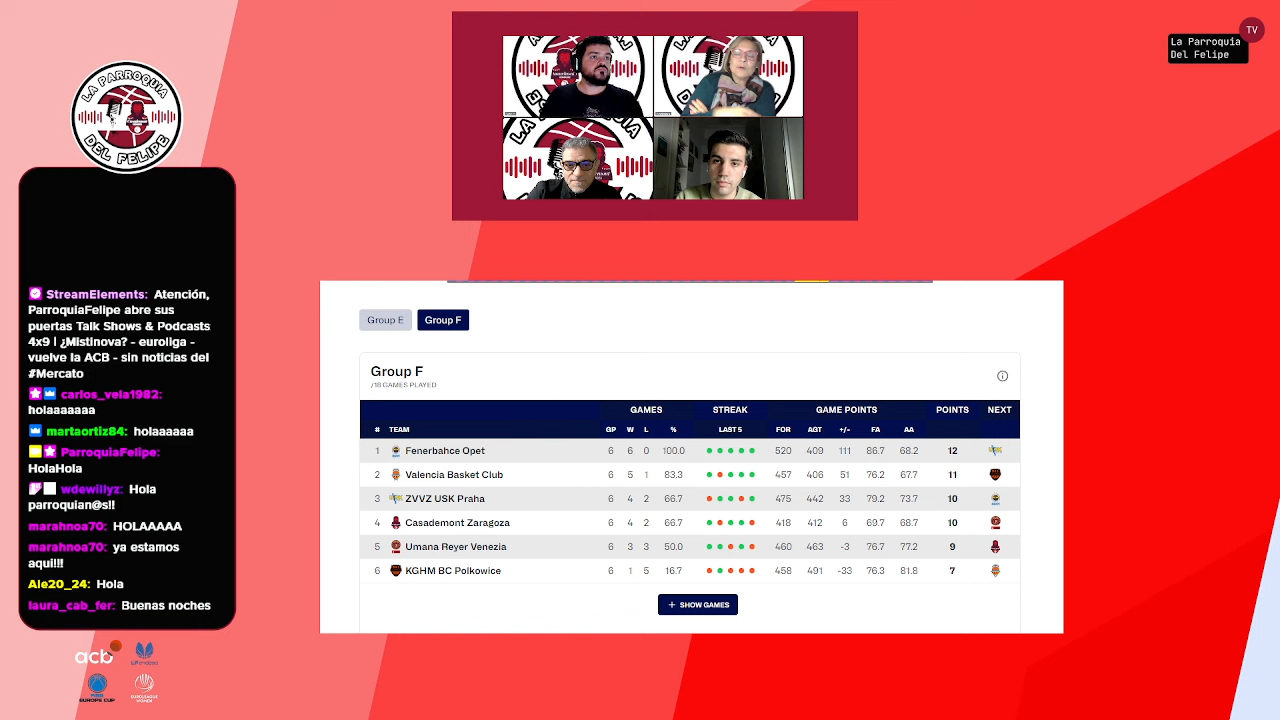 TV
La Parroquia
Del Felipe
LA PARROQUIA
DEL FELIPE
StreamElements: Atención,
ParroquiaFelipe abre sus
puertas Talk Shows & Podcasts
4x9 | ¿Mistinova? - euroliga -
vuelve la ACB - sin noticias del
#Mercato
carlos_vela1982:
holaaaaaaa
martaortiz84: holaaaaaa
ParroquiaFelipe:
HolaHola
wdewillyz: Hola
parroquian@s!!
marahnoa70: HOLAAAAA
marahnoa70: ya estamos
aqui!!!
Ale20_24: Hola
laura_cab_fer: Buenas noches
acb
EUROPE CUP
EUROLEAGUE
WOMEN
Group E Group F
Group F
/18 GAMES PLAYED
GAMES STREAK GAME POINTS POINTS NEXT
# TEAM GP W L % LAST 5 FOR AGT +/- FA AA
1 Fenerbahce Opet 6 6 0 100.0 520 409 111 86.7 68.2 12
2 Valencia Basket Club 6 5 1 83.3 457 406 51 76.2 67.7 11
3 ZVVZ USK Praha 6 4 2 66.7 475 442 33 79.2 73.7 10
4 Casademont Zaragoza 6 4 2 66.7 418 412 6 69.7 68.7 10
5 Umana Reyer Venezia 6 3 3 50.0 460 463 -3 76.7 77.2 9
6 KGHM BC Polkowice 6 1 5 16.7 458 491 -33 76.3 81.8 7
+ SHOW GAMES